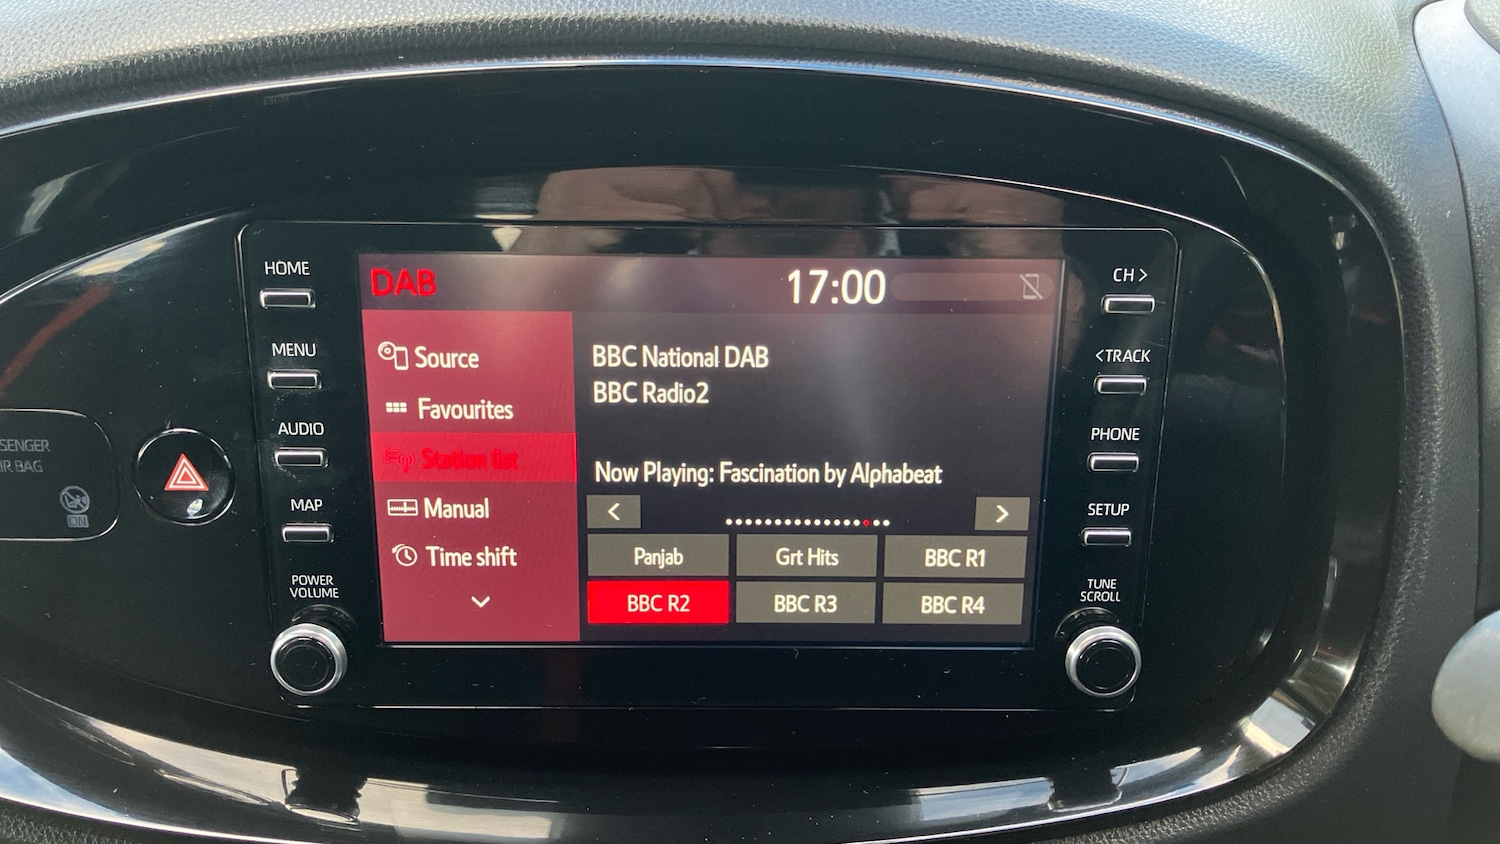 HOME
MENU
AUDIO
MAP
POWER
VOLUME
SENGER
IR BAG
ON
DAB
17:00
Source
Favourites
Station list
Manual
Time shift
BBC National DAB
BBC Radio2
Now Playing: Fascination by Alphabeat
<
>
Panjab
Grt Hits
BBC R1
BBC R2
BBC R3
BBC R4
CH >
<TRACK
PHONE
SETUP
TUNE
SCROLL